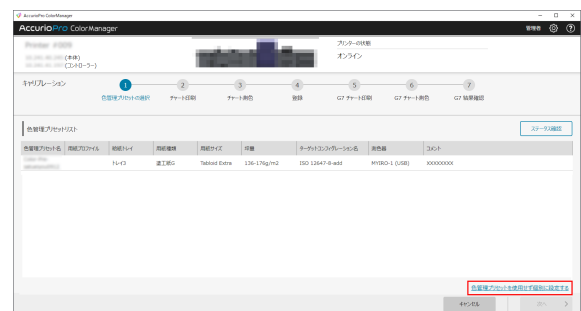 AccurioPro ColorManager
AccurioPro ColorManager
管理者
プリンターの状態
(本体)
オンライン
(コントローラー)
キャリブレーション
1 2 3 4 5 6 7
色管理プリセットの選択 チャート印刷 チャート測色 登録 G7 チャート印刷 G7 チャート測色 G7 結果確認
色管理プリセットリスト
ステータス確認
色管理プリセット名 用紙プロファイル 給紙トレイ 用紙種類 用紙サイズ 坪量 ターゲットコンフィグレーション名 測色器 コメント
トレイ3 塗工紙G Tabloid Extra 136-176g/m2 ISO 12647-8-add MYIRO-1 (USB) XXXXXXXXX
色管理プリセットを使用せず個別に設定する
キャンセル 次へ